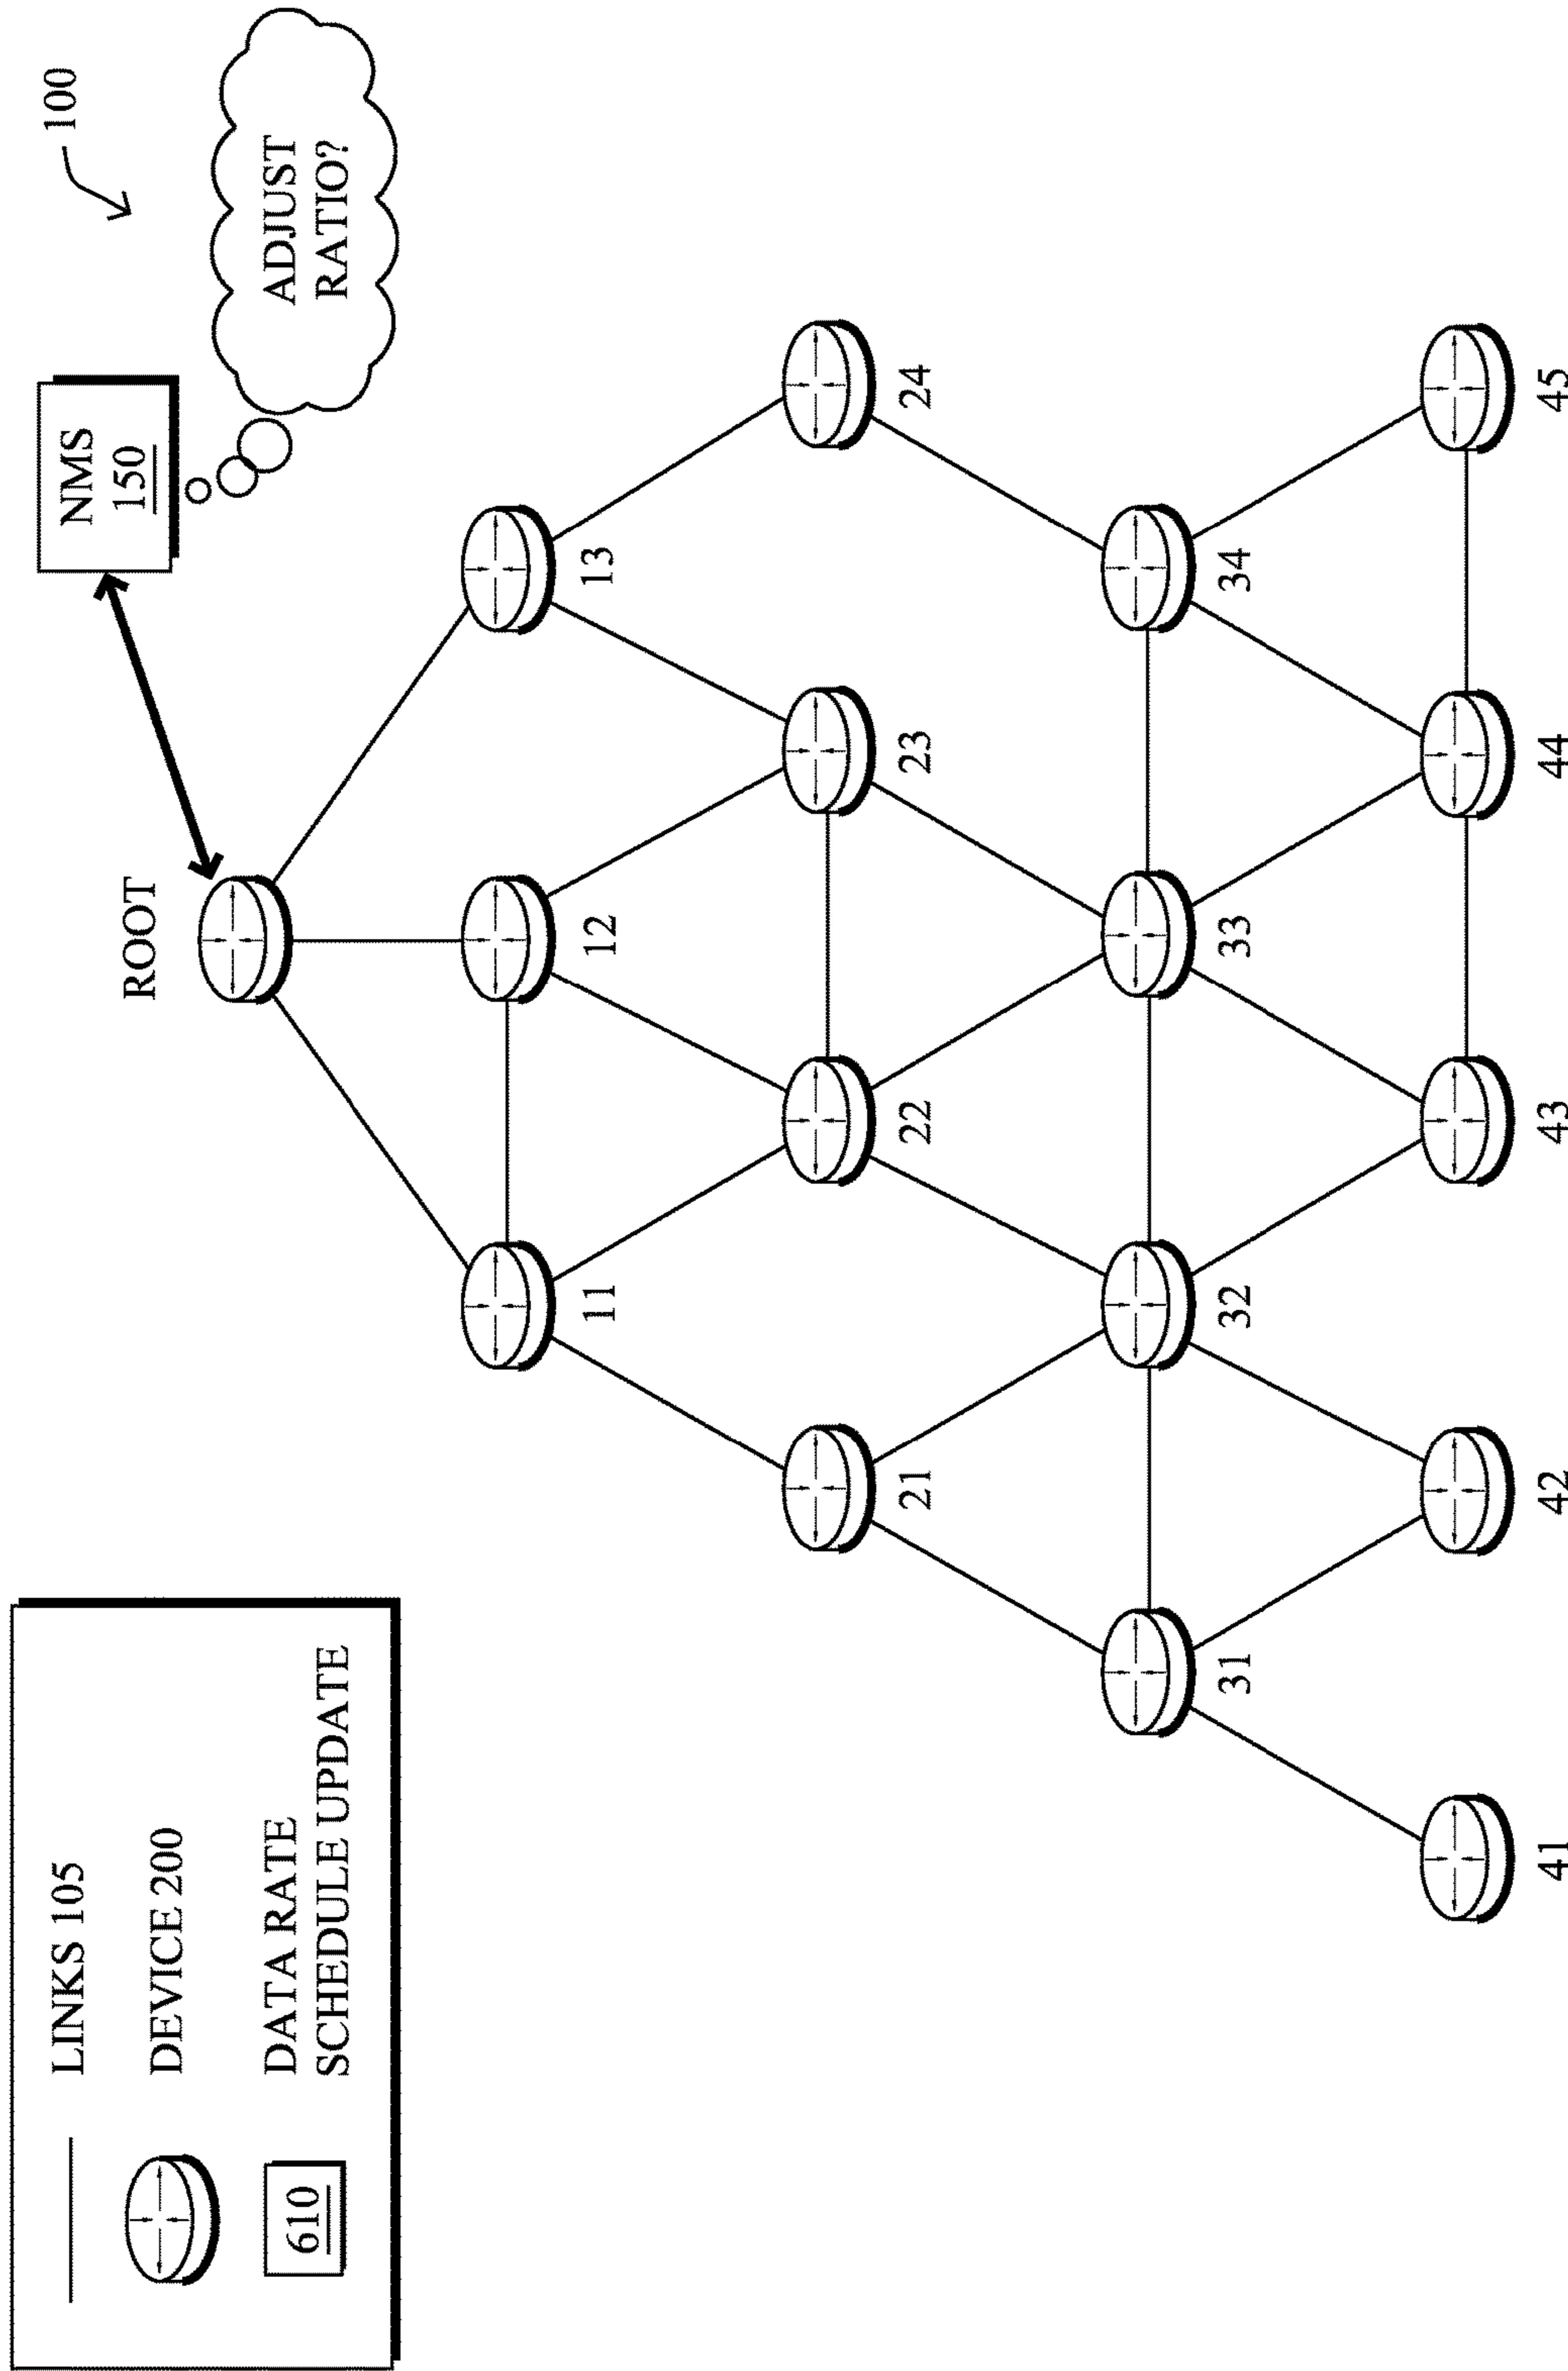 LINKS 105
DEVICE 200
610
DATA RATE
SCHEDULE UPDATE
100
NMS
150
ADJUST
RATIO?
ROOT
11
12
13
21
22
23
24
31
32
33
34
41
42
43
44
45